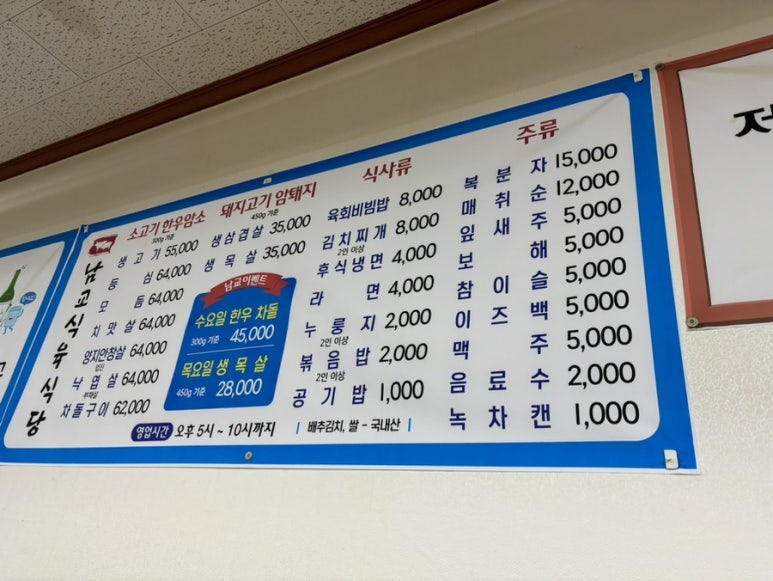 남교식육식당
소고기 한우암소
300g 기준
생고기 55,000
등심 64,000
모듬 64,000
치맛살 64,000
양지안창살 64,000
낙엽살 64,000
부채살
차돌구이 62,000
돼지고기 암퇘지
450g 기준
생삼겹살 35,000
생목살 35,000
남교의벤트
수요일 한우 차돌
300g 기준 45,000
목요일 생 목 살
450g 기준 28,000
식사류
육회비빔밥 8,000
김치찌개 8,000
2인 이상
후식냉면 4,000
라면 4,000
누룽지 2,000
2인 이상
볶음밥 2,000
2인 이상
공기밥 1,000
주류
복분자 15,000
매취순 12,000
잎새주 5,000
보해 5,000
참이슬 5,000
이즈백 5,000
맥주 5,000
음료수 2,000
녹차캔 1,000
영업시간 오후 5시 ~ 10시까지
배추김치, 쌀 - 국내산